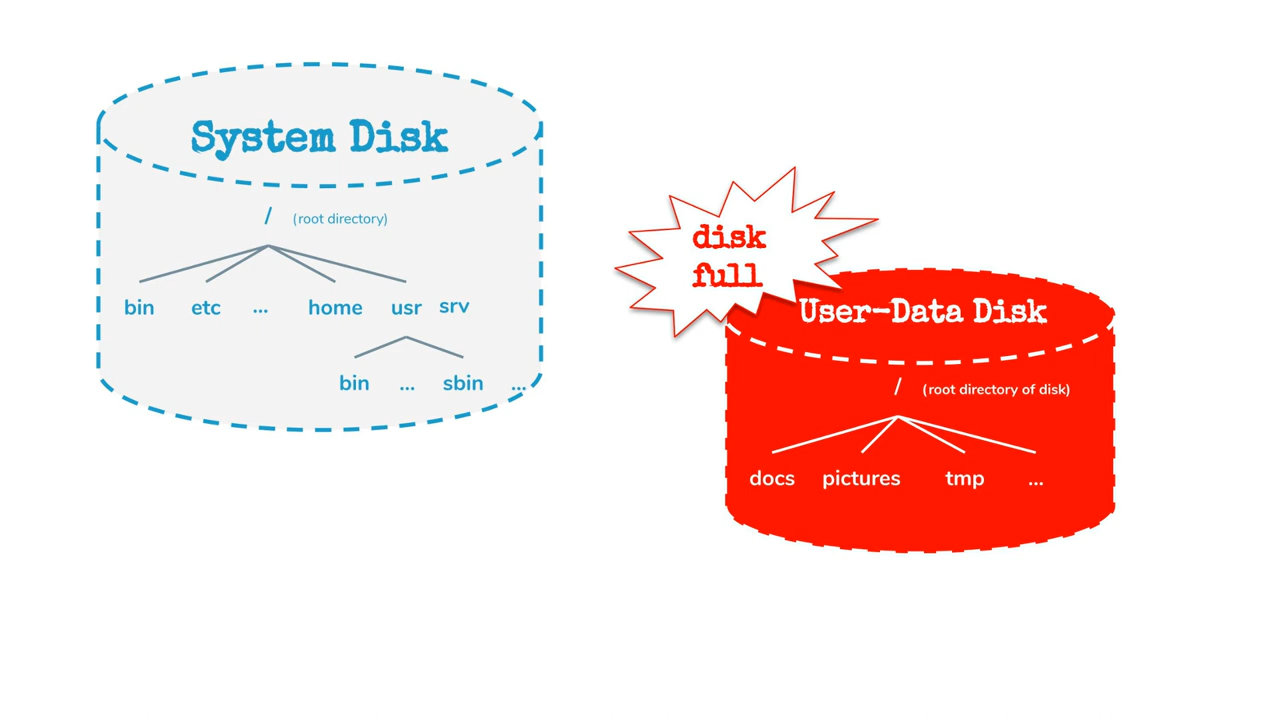 System Disk
/ (root directory)
bin etc ... home usr srv
bin ... sbin ...
disk
full
User-Data Disk
/ (root directory of disk)
docs pictures tmp ...